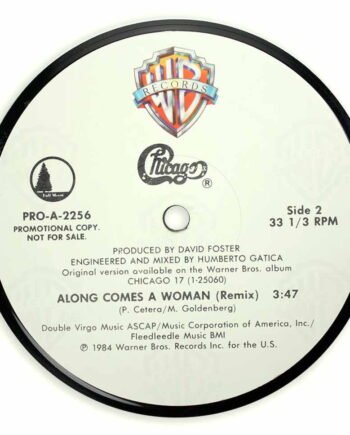 WB
RECORDS
Chicago ®
Full Moon
PRO-A-2256
PROMOTIONAL COPY.
NOT FOR SALE.
Side 2
33 1/3 RPM
PRODUCED BY DAVID FOSTER
ENGINEERED AND MIXED BY HUMBERTO GATICA
Original version available on the Warner Bros. album
CHICAGO 17 (1-25060)
ALONG COMES A WOMAN (Remix) 3:47
(P. Cetera/M. Goldenberg)
Double Virgo Music ASCAP/Music Corporation of America, Inc./
Fleedleedle Music BMI
℗ 1984 Warner Bros. Records Inc. for the U.S.